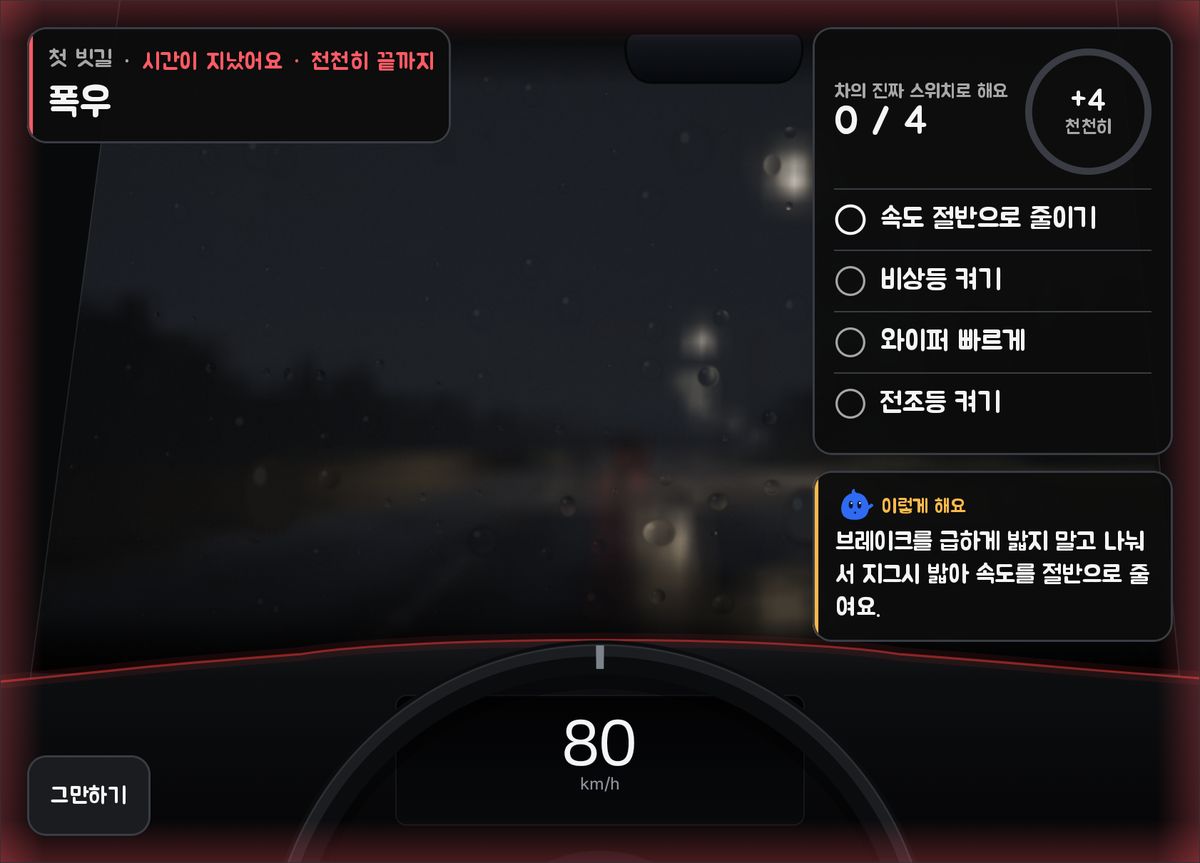 첫 빗길 · 시간이 지났어요 · 천천히 끝까지
폭우
차의 진짜 스위치로 해요
0 / 4
+4
천천히
속도 절반으로 줄이기
비상등 켜기
와이퍼 빠르게
전조등 켜기
이렇게 해요
브레이크를 급하게 밟지 말고 나눠
서 지그시 밟아 속도를 절반으로 줄
여요.
80
km/h
그만하기